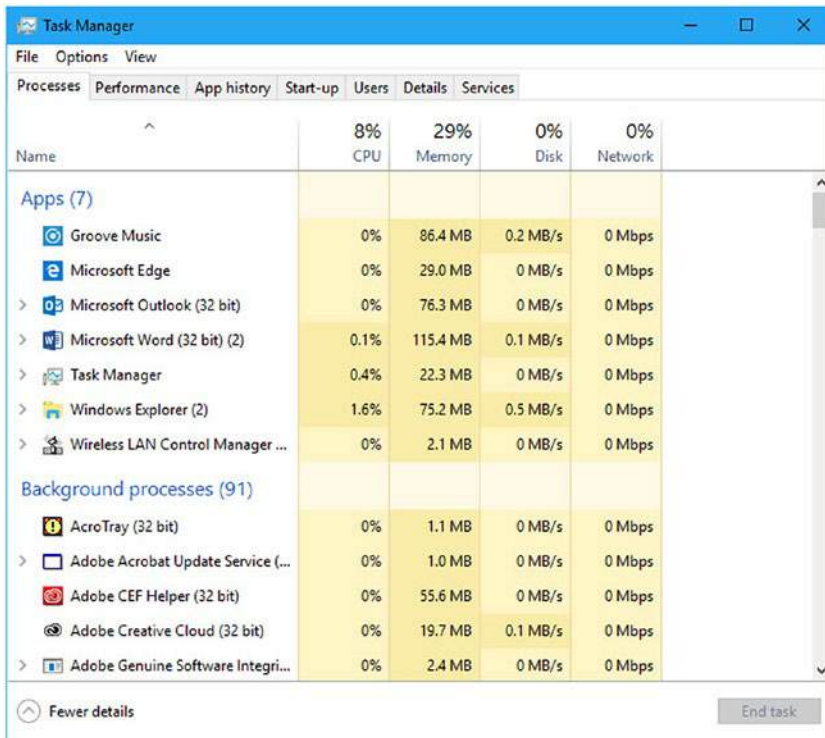 Task Manager
File Options View
Processes Performance App history Start-up Users Details Services
8% 29% 0% 0%
Name CPU Memory Disk Network
Apps (7)
Groove Music 0% 86.4 MB 0.2 MB/s 0 Mbps
Microsoft Edge 0% 29.0 MB 0 MB/s 0 Mbps
Microsoft Outlook (32 bit) 0% 76.3 MB 0 MB/s 0 Mbps
Microsoft Word (32 bit) (2) 0.1% 115.4 MB 0.1 MB/s 0 Mbps
Task Manager 0.4% 22.3 MB 0 MB/s 0 Mbps
Windows Explorer (2) 1.6% 75.2 MB 0.5 MB/s 0 Mbps
Wireless LAN Control Manager ... 0% 2.1 MB 0 MB/s 0 Mbps
Background processes (91)
AcroTray (32 bit) 0% 1.1 MB 0 MB/s 0 Mbps
Adobe Acrobat Update Service (... 0% 1.0 MB 0 MB/s 0 Mbps
Adobe CEF Helper (32 bit) 0% 55.6 MB 0 MB/s 0 Mbps
Adobe Creative Cloud (32 bit) 0% 19.7 MB 0.1 MB/s 0 Mbps
Adobe Genuine Software Integri... 0% 2.4 MB 0 MB/s 0 Mbps
Fewer details End task